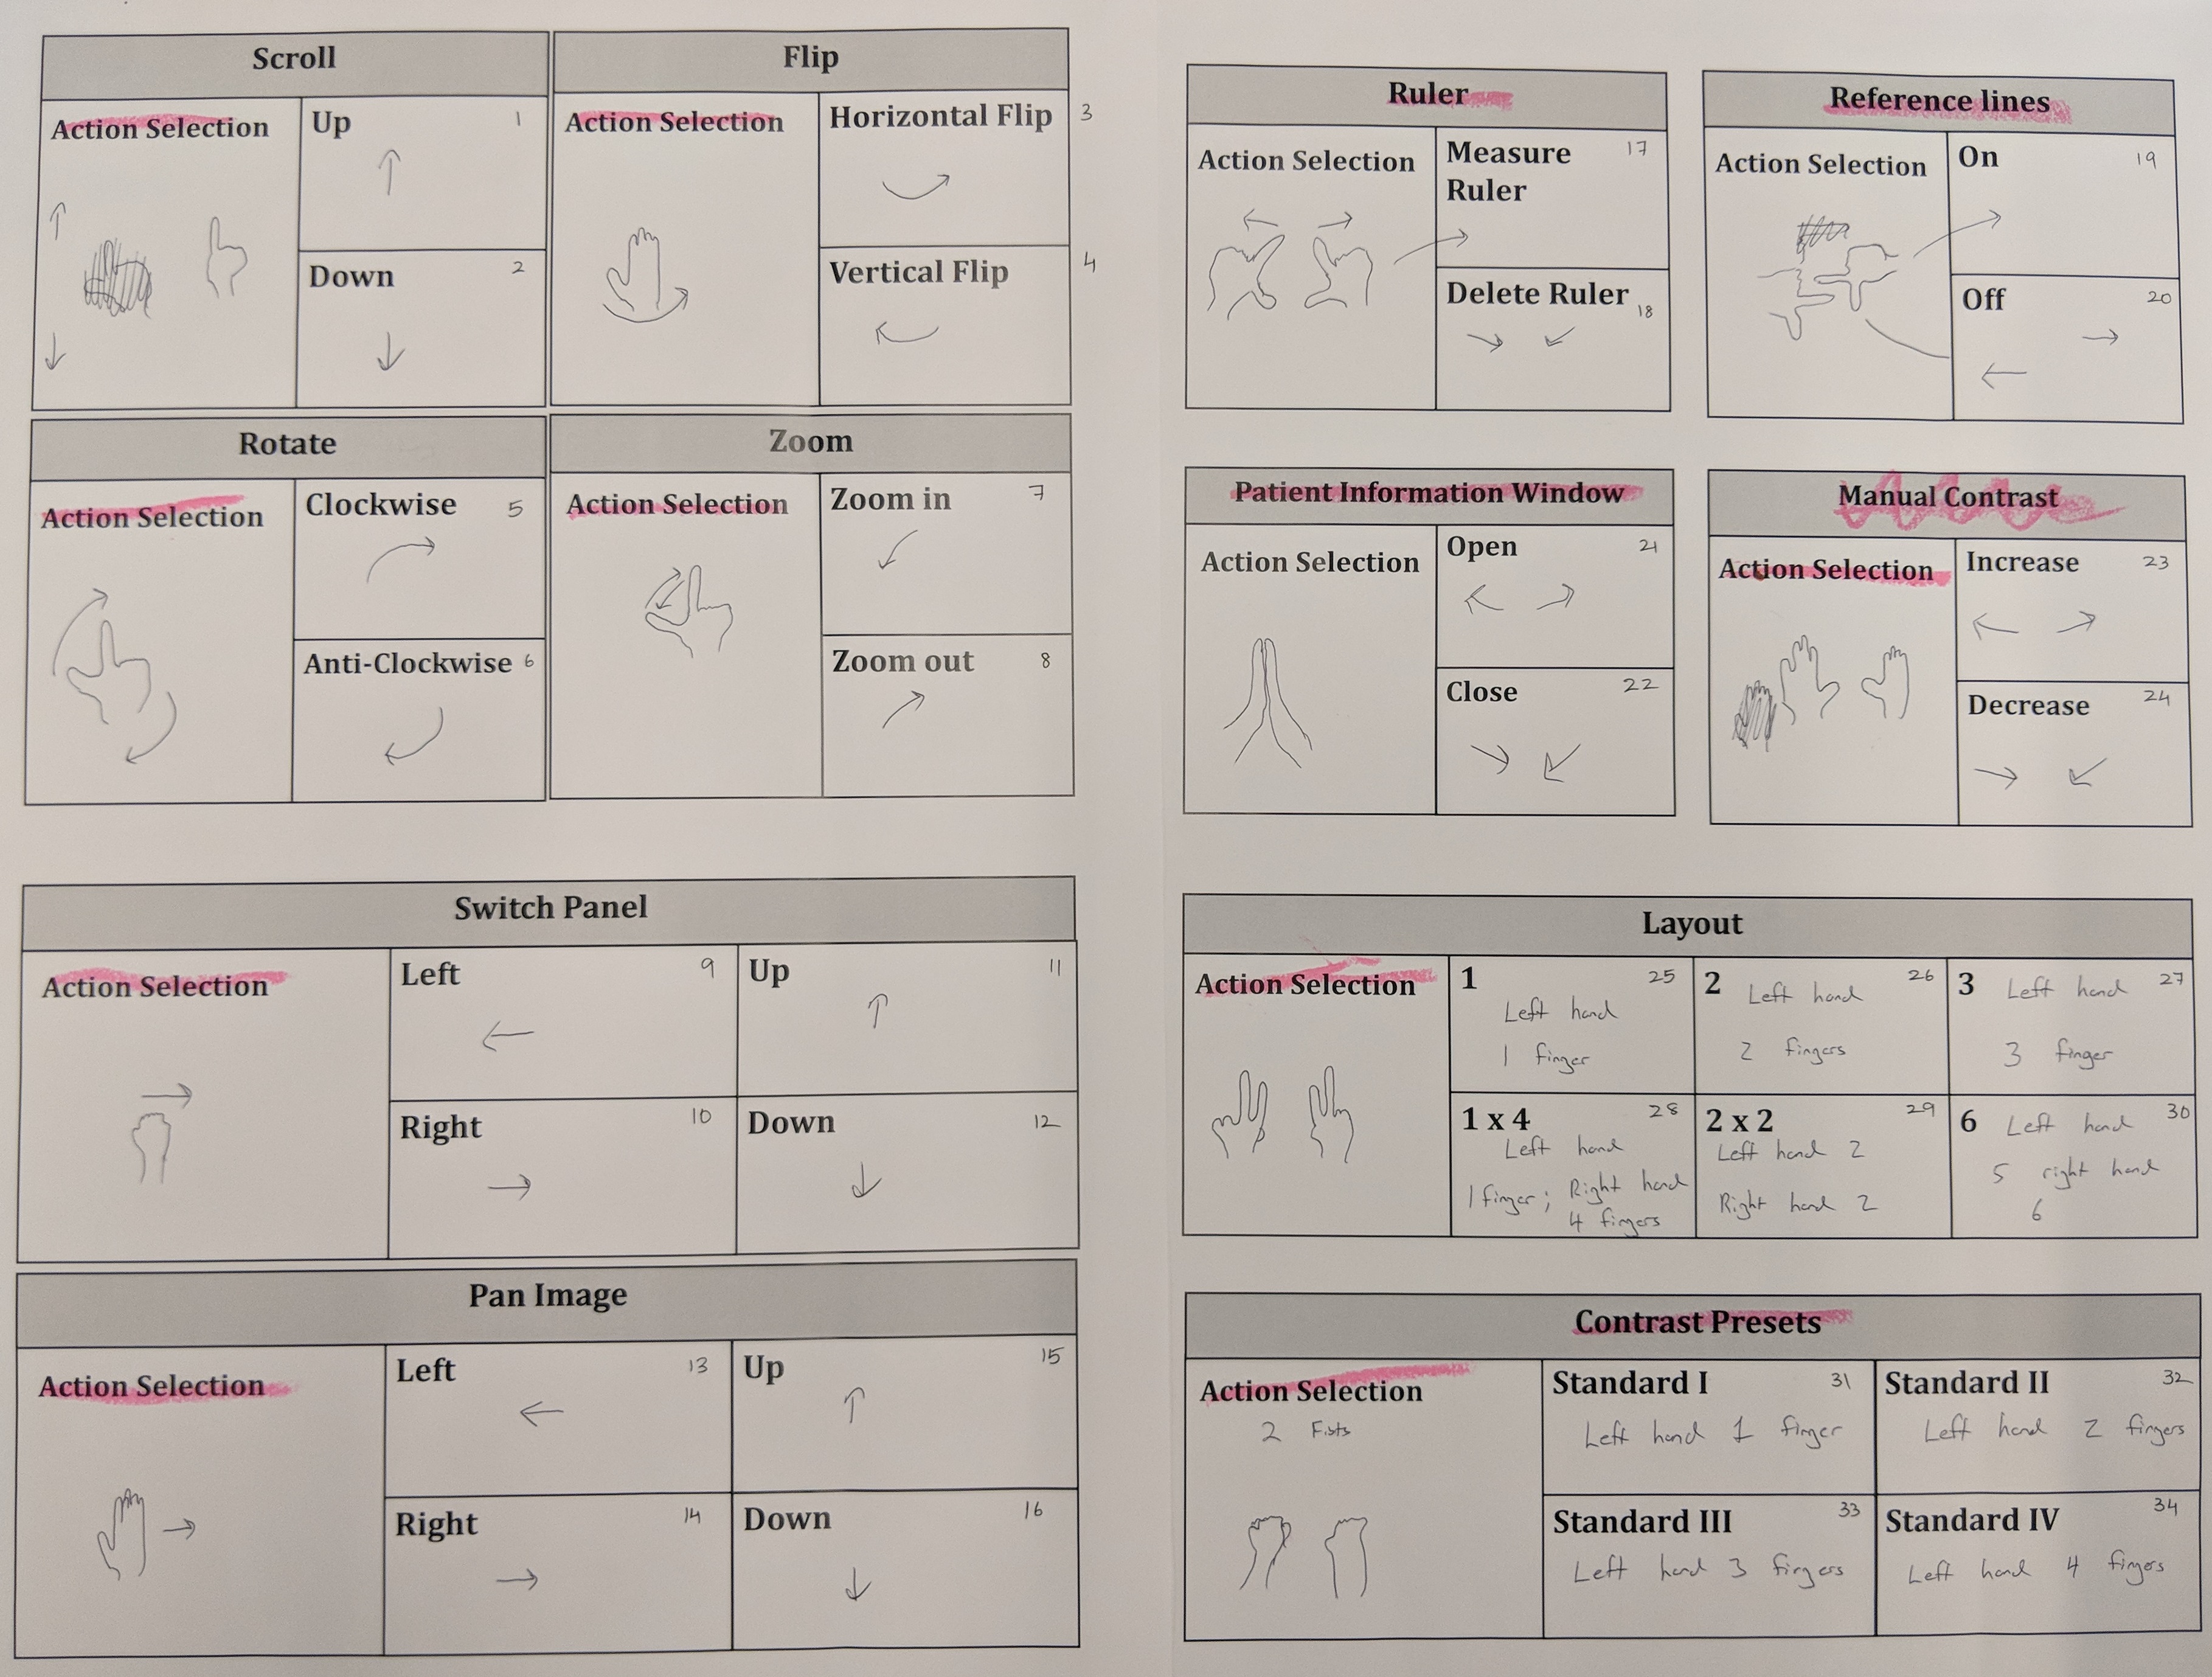 Scroll
Action Selection
Up 1
Down 2
Flip
Action Selection
Horizontal Flip 3
Vertical Flip 4
Rotate
Action Selection
Clockwise 5
Anti-Clockwise 6
Zoom
Action Selection
Zoom in 7
Zoom out 8
Switch Panel
Action Selection
Left 9
Up 11
Right 10
Down 12
Pan Image
Action Selection
Left 13
Up 15
Right 14
Down 16
Ruler
Action Selection
Measure 17
Ruler
Delete Ruler 18
Reference lines
Action Selection
On 19
Off 20
Patient Information Window
Action Selection
Open 21
Close 22
Manual Contrast
Action Selection
Increase 23
Decrease 24
Layout
Action Selection
1 25
Left hand
1 finger
2 Left hand 26
2 fingers
3 Left hand 27
3 finger
1 x 4 28
Left hand
1 finger; Right hand
4 fingers
2 x 2 29
Left hand 2
Right hand 2
6 Left hand 30
5 right hand
6
Contrast Presets
Action Selection
2 Fists
Standard I 31
Left hand 1 finger
Standard II 32
Left hand 2 fingers
Standard III 33
Left hand 3 fingers
Standard IV 34
Left hand 4 fingers